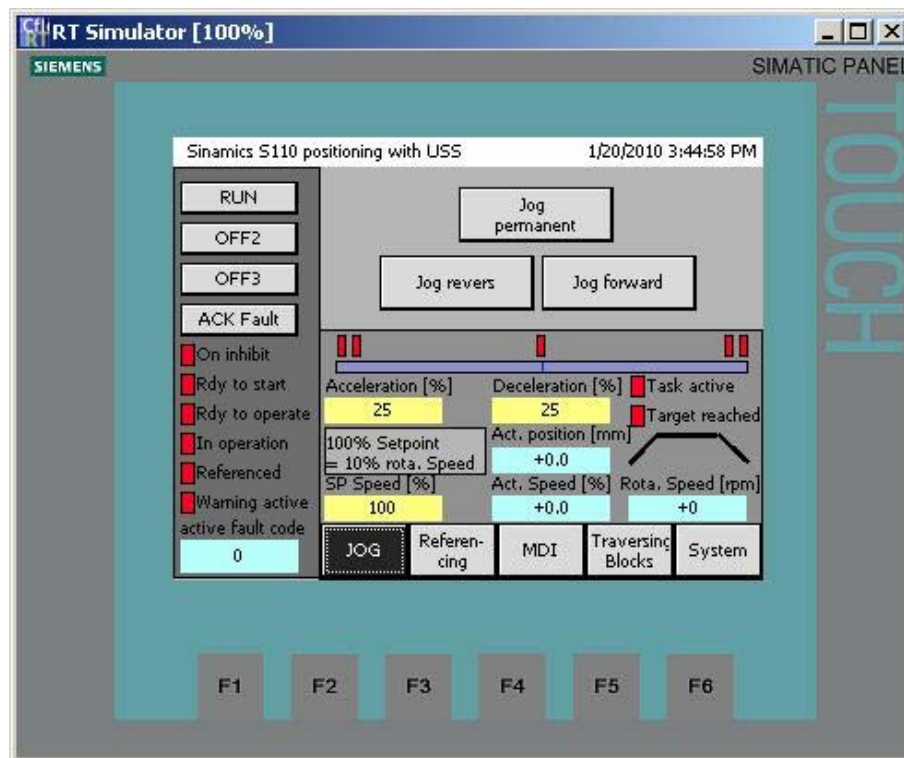 RT Simulator [100%]
SIEMENS
SIMATIC PANEL
TOUCH
Sinamics S110 positioning with USS 1/20/2010 3:44:58 PM
RUN
OFF2
OFF3
ACK Fault
On inhibit
Rdy to start
Rdy to operate
In operation
Referenced
Warning active
active fault code
0
Jog
permanent
Jog revers Jog forward
Acceleration [%] Deceleration [%] Task active
25 25 Target reached
100% Setpoint
= 10% rota. Speed
Act. position [mm]
+0.0
SP Speed [%] Act. Speed [%] Rota. Speed [rpm]
100 +0.0 +0
JOG
Referen-
cing
MDI
Traversing
Blocks
System
F1 F2 F3 F4 F5 F6